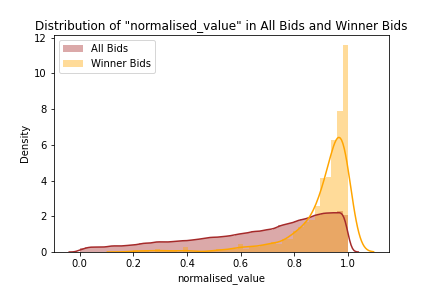 Distribution of "normalised_value" in All Bids and Winner Bids
All Bids
Winner Bids
Density
12
10
8
6
4
2
0
0.0 0.2 0.4 0.6 0.8 1.0
normalised_value